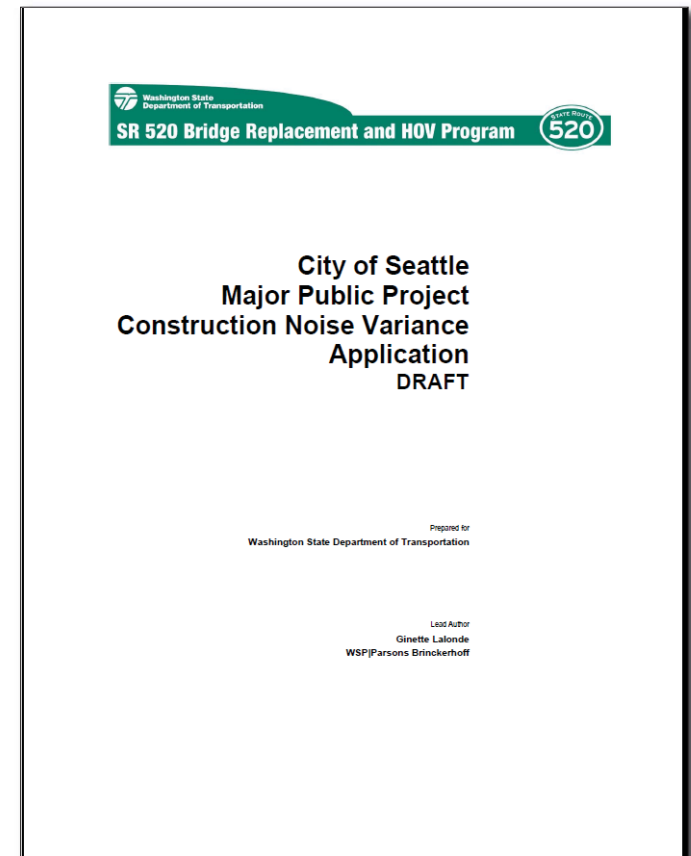 Washington State
Department of Transportation
SR 520 Bridge Replacement and HOV Program
STATE ROUTE
520
City of Seattle
Major Public Project
Construction Noise Variance
Application
DRAFT
Prepared for
Washington State Department of Transportation
Lead Author
Ginette Lalonde
WSP|Parsons Brinckerhoff